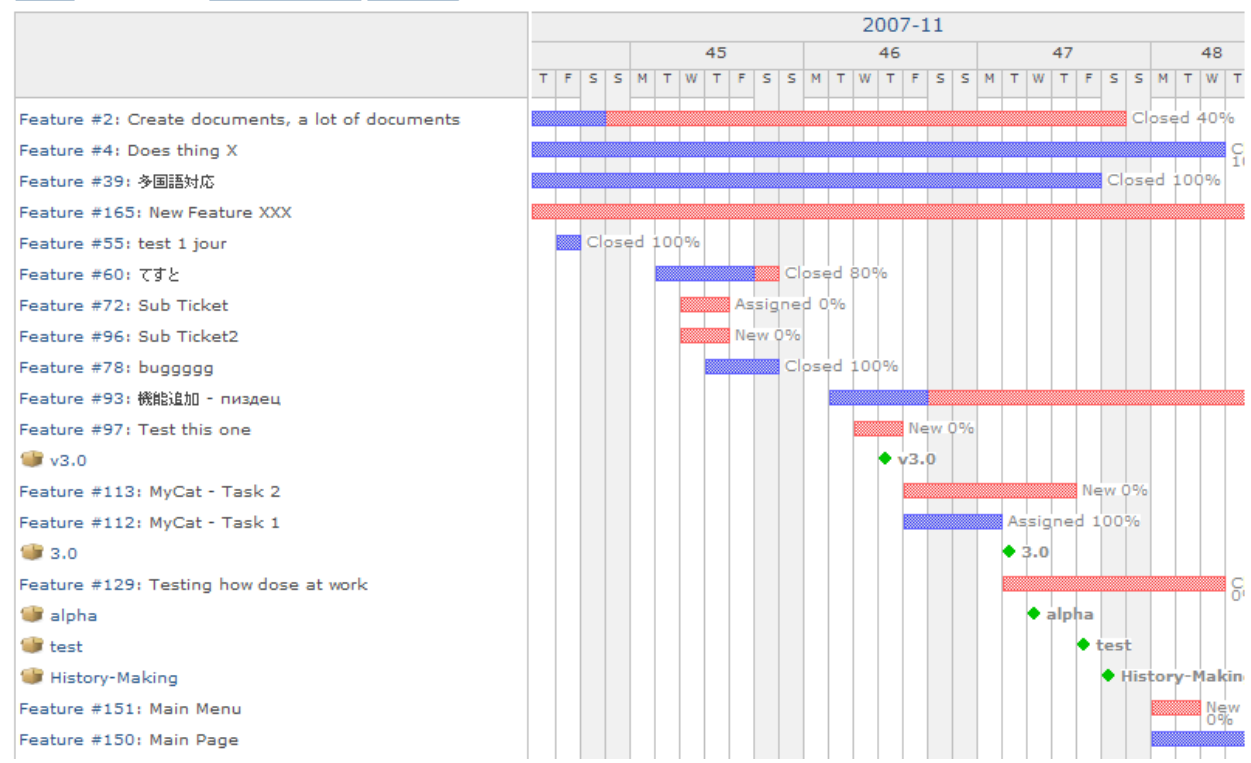 2007-11
45 46 47 48
T F S S M T W T F S S M T W T F S S M T W T F S S M T W T
Feature #2: Create documents, a lot of documents Closed 40%
Feature #4: Does thing X
Feature #39: 多国語対応 Closed 100%
Feature #165: New Feature XXX
Feature #55: test 1 jour Closed 100%
Feature #60: てすと Closed 80%
Feature #72: Sub Ticket Assigned 0%
Feature #96: Sub Ticket2 New 0%
Feature #78: buggggg Closed 100%
Feature #93: 機能追加 - пиздец
Feature #97: Test this one New 0%
v3.0 v3.0
Feature #113: MyCat - Task 2 New 0%
Feature #112: MyCat - Task 1 Assigned 100%
3.0 3.0
Feature #129: Testing how dose at work
alpha alpha
test test
History-Making History-Makin
Feature #151: Main Menu New 0%
Feature #150: Main Page